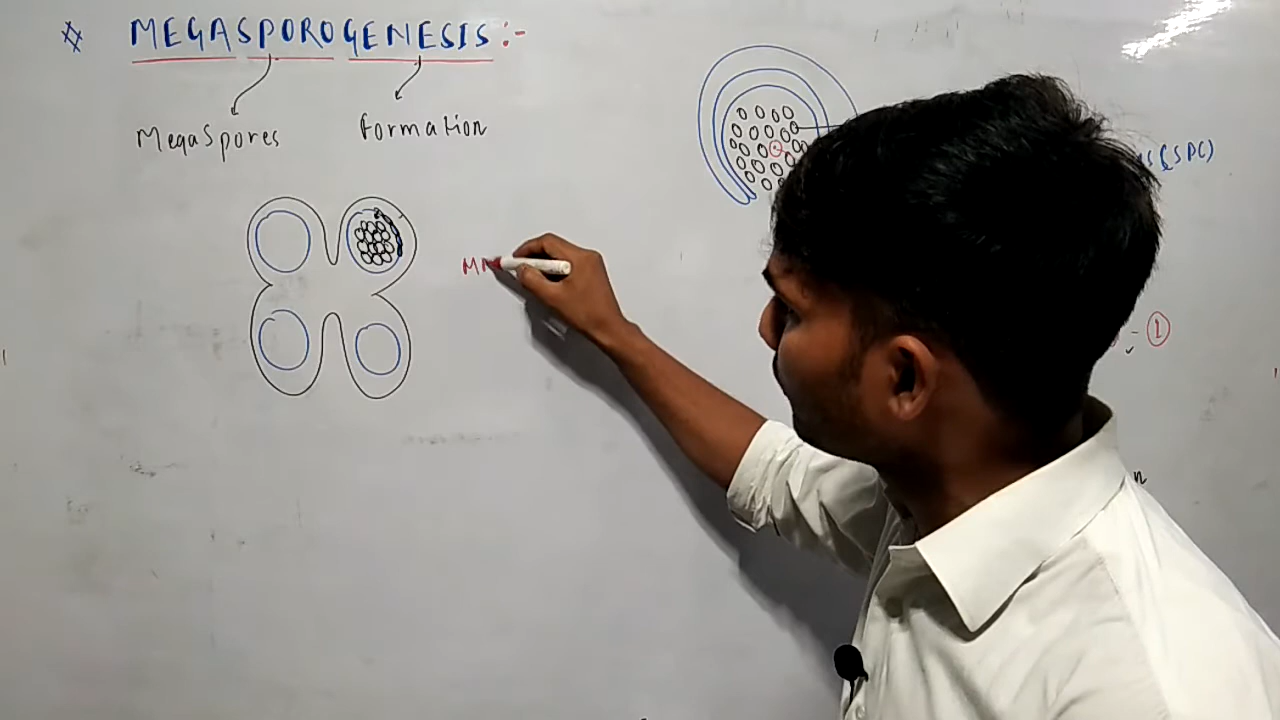 MEGASPOROGENESIS :-
Megaspores
formation
(SPC)
MM
- 1
n